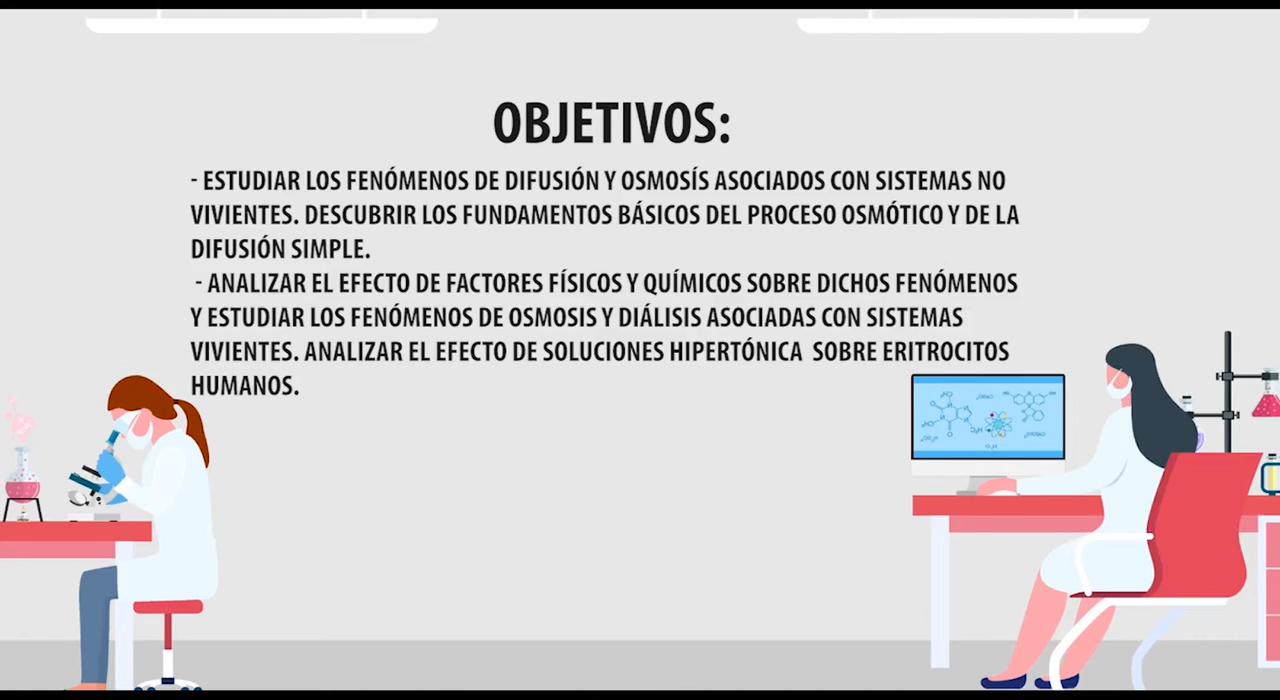 OBJETIVOS:
- ESTUDIAR LOS FENÓMENOS DE DIFUSIÓN Y OSMOSÍS ASOCIADOS CON SISTEMAS NO
VIVIENTES. DESCUBRIR LOS FUNDAMENTOS BÁSICOS DEL PROCESO OSMÓTICO Y DE LA
DIFUSIÓN SIMPLE.
- ANALIZAR EL EFECTO DE FACTORES FÍSICOS Y QUÍMICOS SOBRE DICHOS FENÓMENOS
Y ESTUDIAR LOS FENÓMENOS DE OSMOSIS Y DIÁLISIS ASOCIADAS CON SISTEMAS
VIVIENTES. ANALIZAR EL EFECTO DE SOLUCIONES HIPERTÓNICA SOBRE ERITROCITOS
HUMANOS.